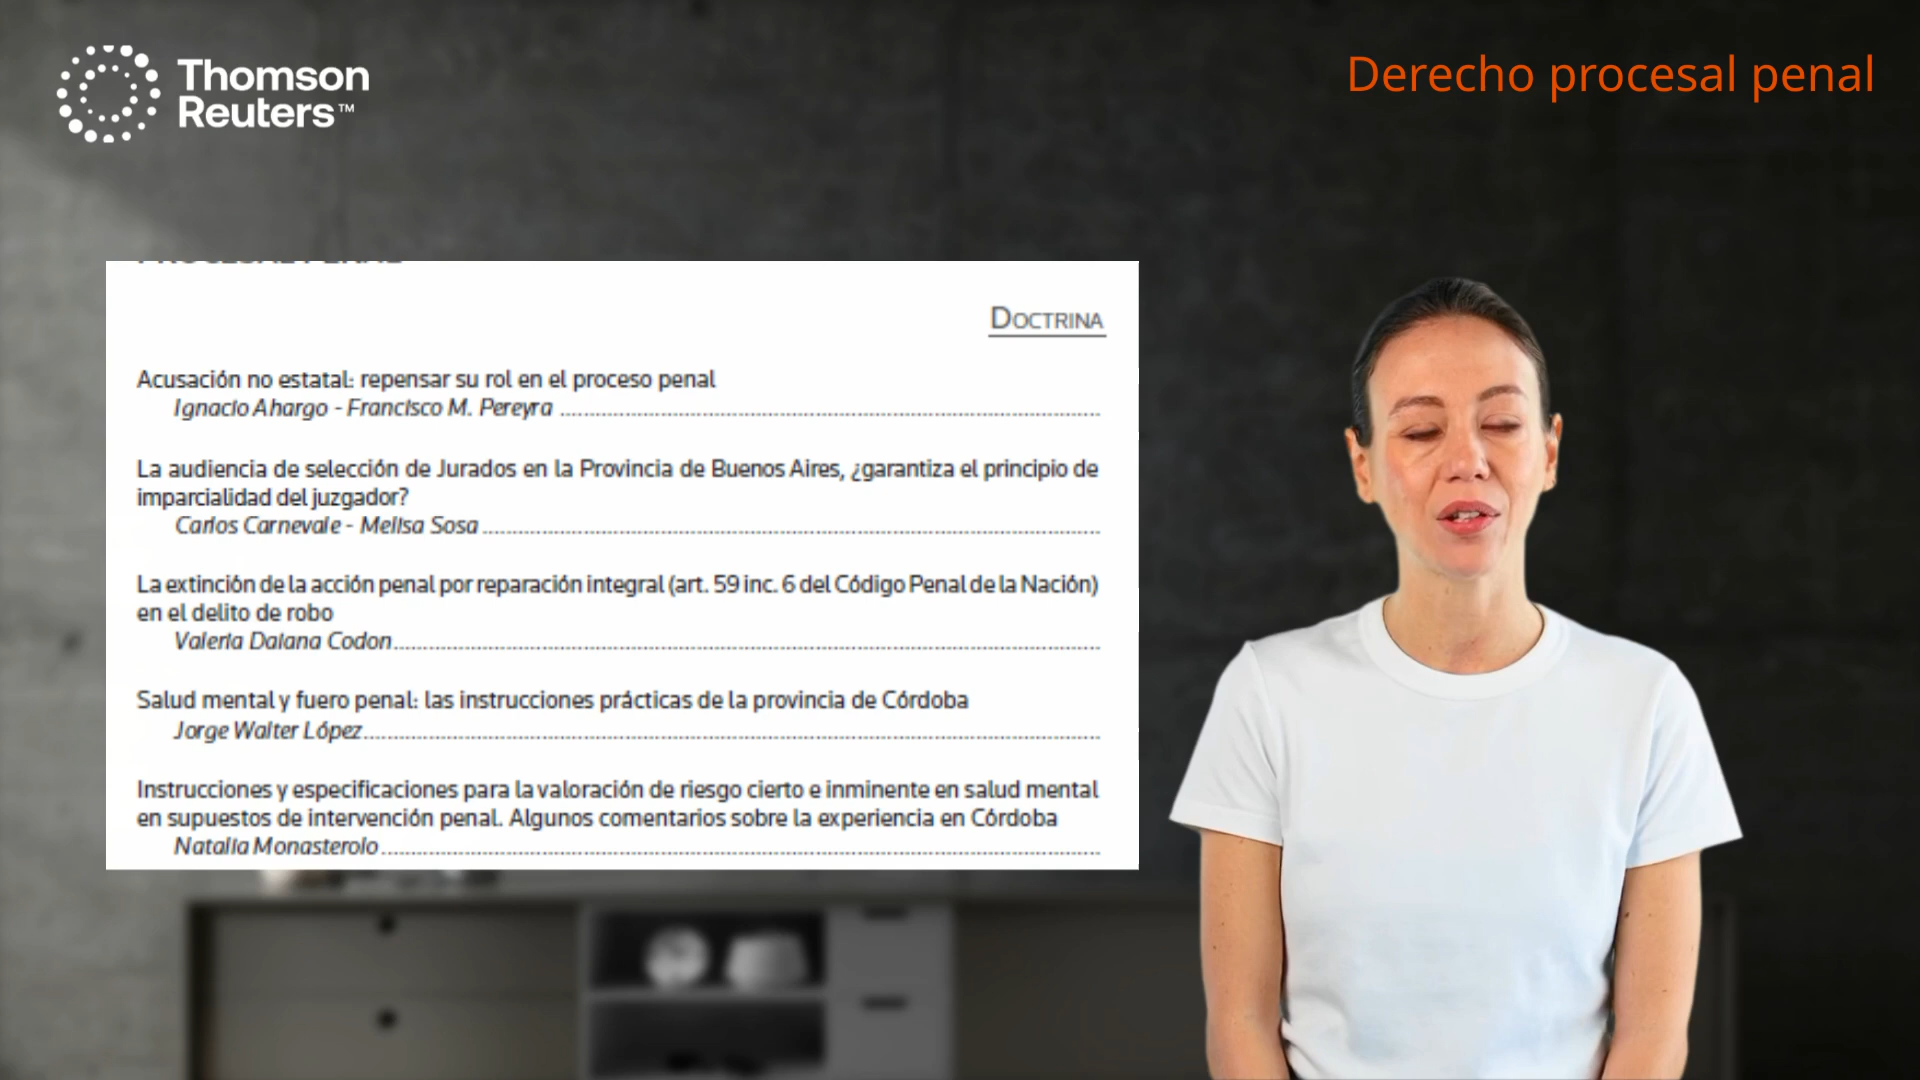 Thomson
Reuters™
Derecho procesal penal
PROCESAL PENAL
DOCTRINA
Acusación no estatal: repensar su rol en el proceso penal
Ignacio Ahargo - Francisco M. Pereyra
La audiencia de selección de Jurados en la Provincia de Buenos Aires, ¿garantiza el principio de
imparcialidad del juzgador?
Carlos Carnevale - Melisa Sosa
La extinción de la acción penal por reparación integral (art. 59 inc. 6 del Código Penal de la Nación)
en el delito de robo
Valeria Daiana Codon
Salud mental y fuero penal: las instrucciones prácticas de la provincia de Córdoba
Jorge Walter López
Instrucciones y especificaciones para la valoración de riesgo cierto e inminente en salud mental
en supuestos de intervención penal. Algunos comentarios sobre la experiencia en Córdoba
Natalia Monasterolo